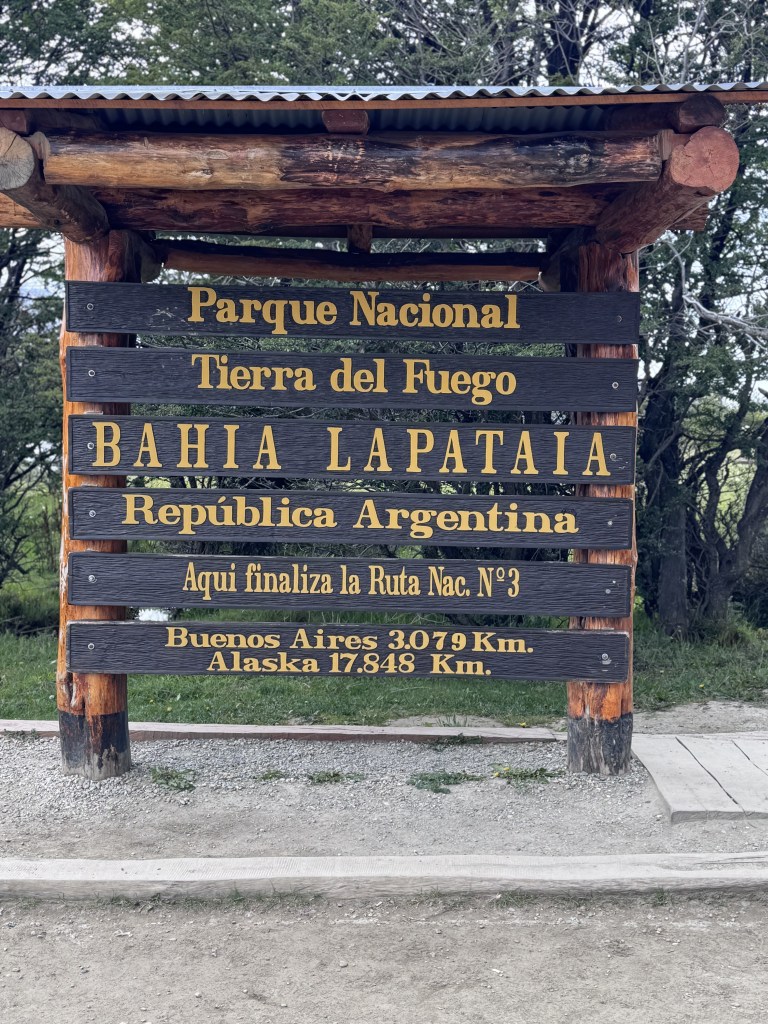 Parque Nacional
Tierra del Fuego
BAHIA LAPATAIA
República Argentina
Aqui finaliza la Ruta Nac. Nº3
Buenos Aires 3.079 Km.
Alaska 17.848 Km.